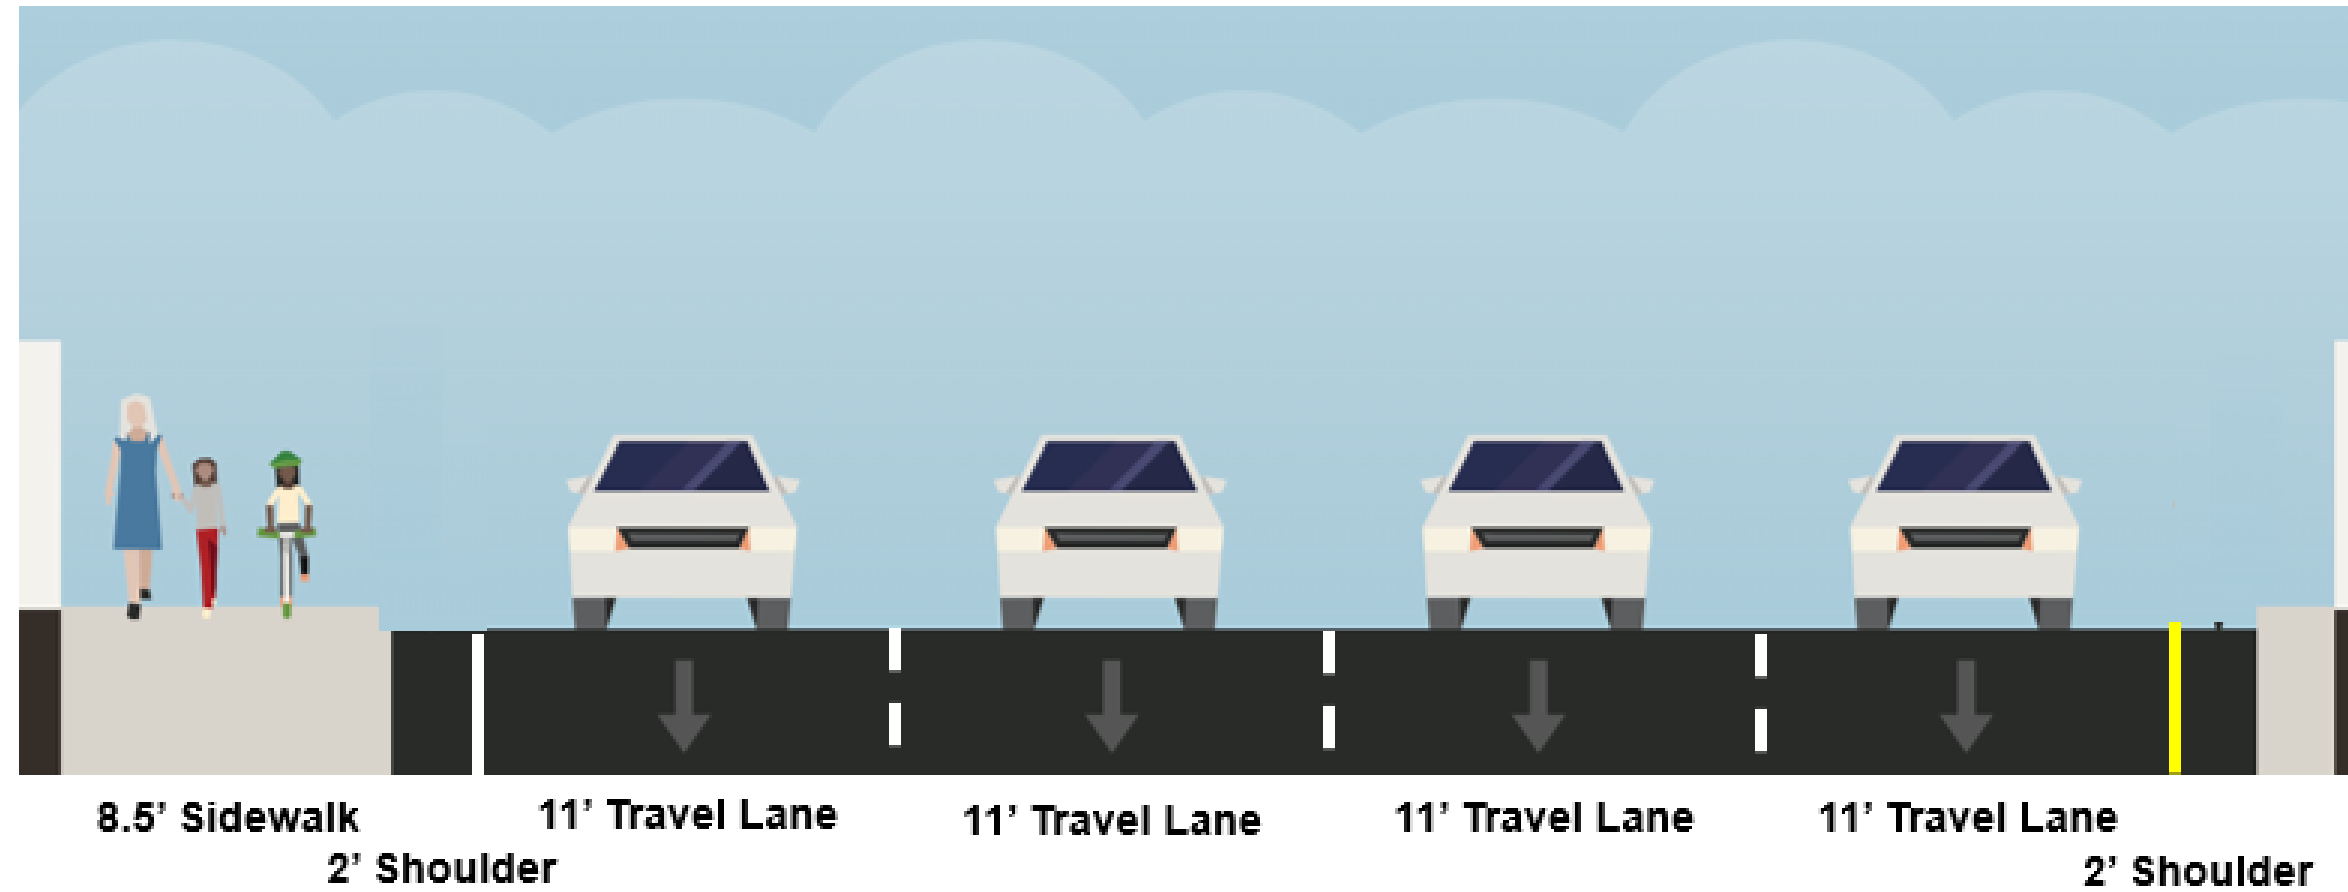 8.5’ Sidewalk
11’ Travel Lane
11’ Travel Lane
11’ Travel Lane
11’ Travel Lane
2’ Shoulder
2’ Shoulder